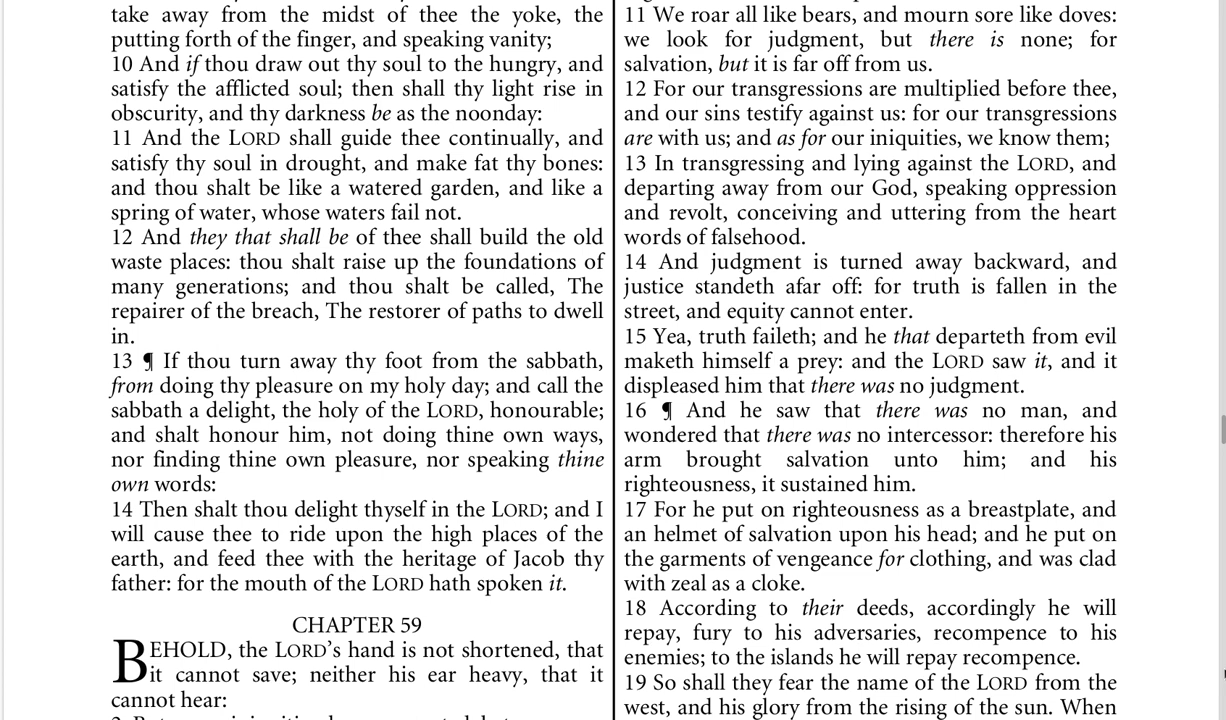 take away from the midst of thee the yoke, the
putting forth of the finger, and speaking vanity;
10 And if thou draw out thy soul to the hungry, and
satisfy the afflicted soul; then shall thy light rise in
obscurity, and thy darkness be as the noonday:
11 And the LORD shall guide thee continually, and
satisfy thy soul in drought, and make fat thy bones:
and thou shalt be like a watered garden, and like a
spring of water, whose waters fail not.
12 And they that shall be of thee shall build the old
waste places: thou shalt raise up the foundations of
many generations; and thou shalt be called, The
repairer of the breach, The restorer of paths to dwell
in.
13 ¶ If thou turn away thy foot from the sabbath,
from doing thy pleasure on my holy day; and call the
sabbath a delight, the holy of the LORD, honourable;
and shalt honour him, not doing thine own ways,
nor finding thine own pleasure, nor speaking thine
own words:
14 Then shalt thou delight thyself in the LORD; and I
will cause thee to ride upon the high places of the
earth, and feed thee with the heritage of Jacob thy
father: for the mouth of the LORD hath spoken it.
CHAPTER 59
BEHOLD, the LORD's hand is not shortened, that
it cannot save; neither his ear heavy, that it
cannot hear:
11 We roar all like bears, and mourn sore like doves:
we look for judgment, but there is none; for
salvation, but it is far off from us.
12 For our transgressions are multiplied before thee,
and our sins testify against us: for our transgressions
are with us; and as for our iniquities, we know them;
13 In transgressing and lying against the LORD, and
departing away from our God, speaking oppression
and revolt, conceiving and uttering from the heart
words of falsehood.
14 And judgment is turned away backward, and
justice standeth afar off: for truth is fallen in the
street, and equity cannot enter.
15 Yea, truth faileth; and he that departeth from evil
maketh himself a prey: and the LORD saw it, and it
displeased him that there was no judgment.
16 ¶ And he saw that there was no man, and
wondered that there was no intercessor: therefore his
arm brought salvation unto him; and his
righteousness, it sustained him.
17 For he put on righteousness as a breastplate, and
an helmet of salvation upon his head; and he put on
the garments of vengeance for clothing, and was clad
with zeal as a cloke.
18 According to their deeds, accordingly he will
repay, fury to his adversaries, recompence to his
enemies; to the islands he will repay recompence.
19 So shall they fear the name of the LORD from the
west, and his glory from the rising of the sun. When